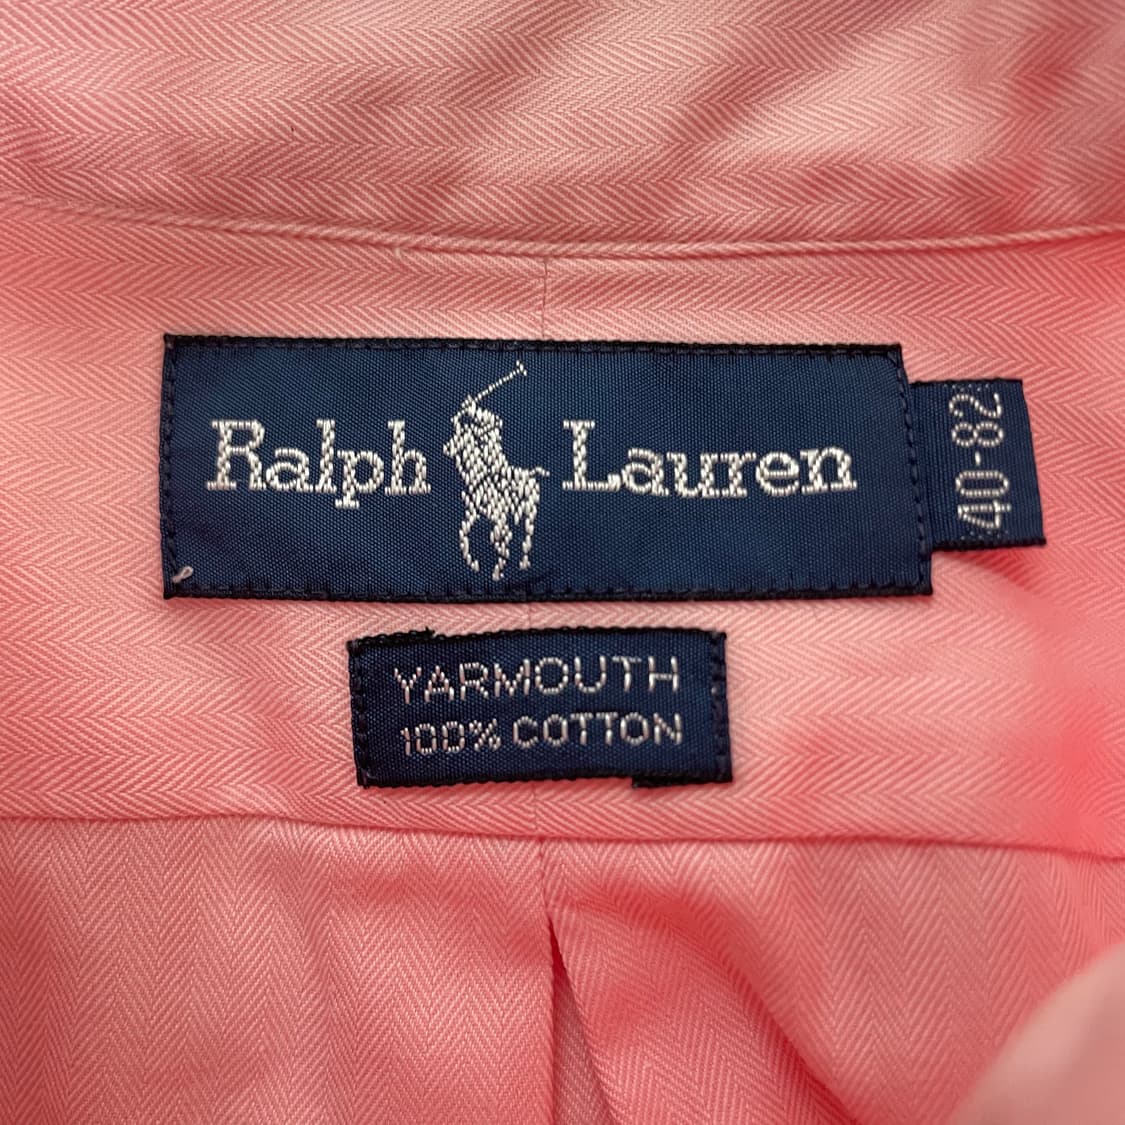 Ralph Lauren
40-82
YARMOUTH
100% COTTON